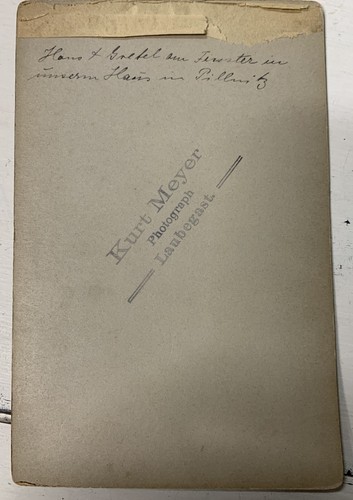 Hans & Gretel am Fenster in
unserm Haus in Pillnitz
Kurt Meyer
Photograph
Laubegast.